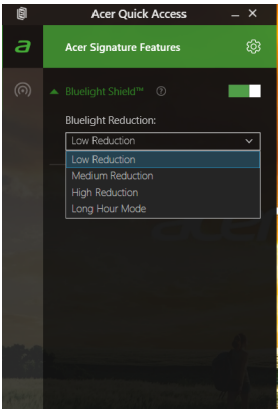 Acer Quick Access
a
Acer Signature Features
Bluelight Shield™ ?
Bluelight Reduction:
Low Reduction
Low Reduction
Medium Reduction
High Reduction
Long Hour Mode
acer